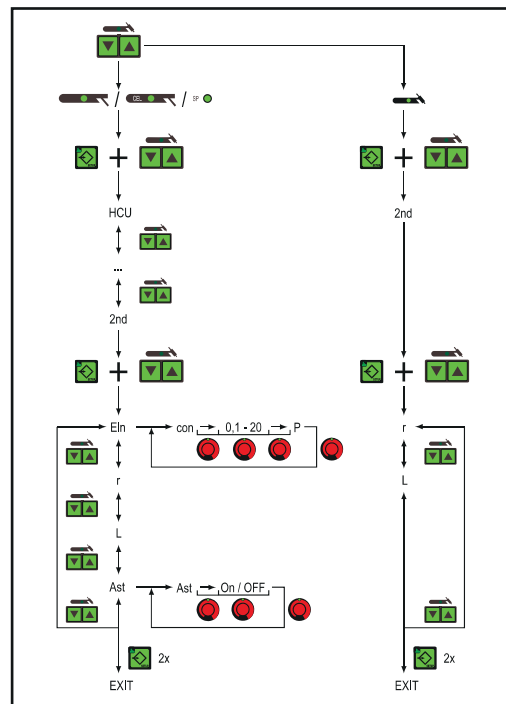 / CEL / SP
+ +
HCU 2nd
...
2nd
+ +
Eln con 0,1 - 20 P r
r L
L
Ast Ast On / OFF
2x 2x
EXIT EXIT